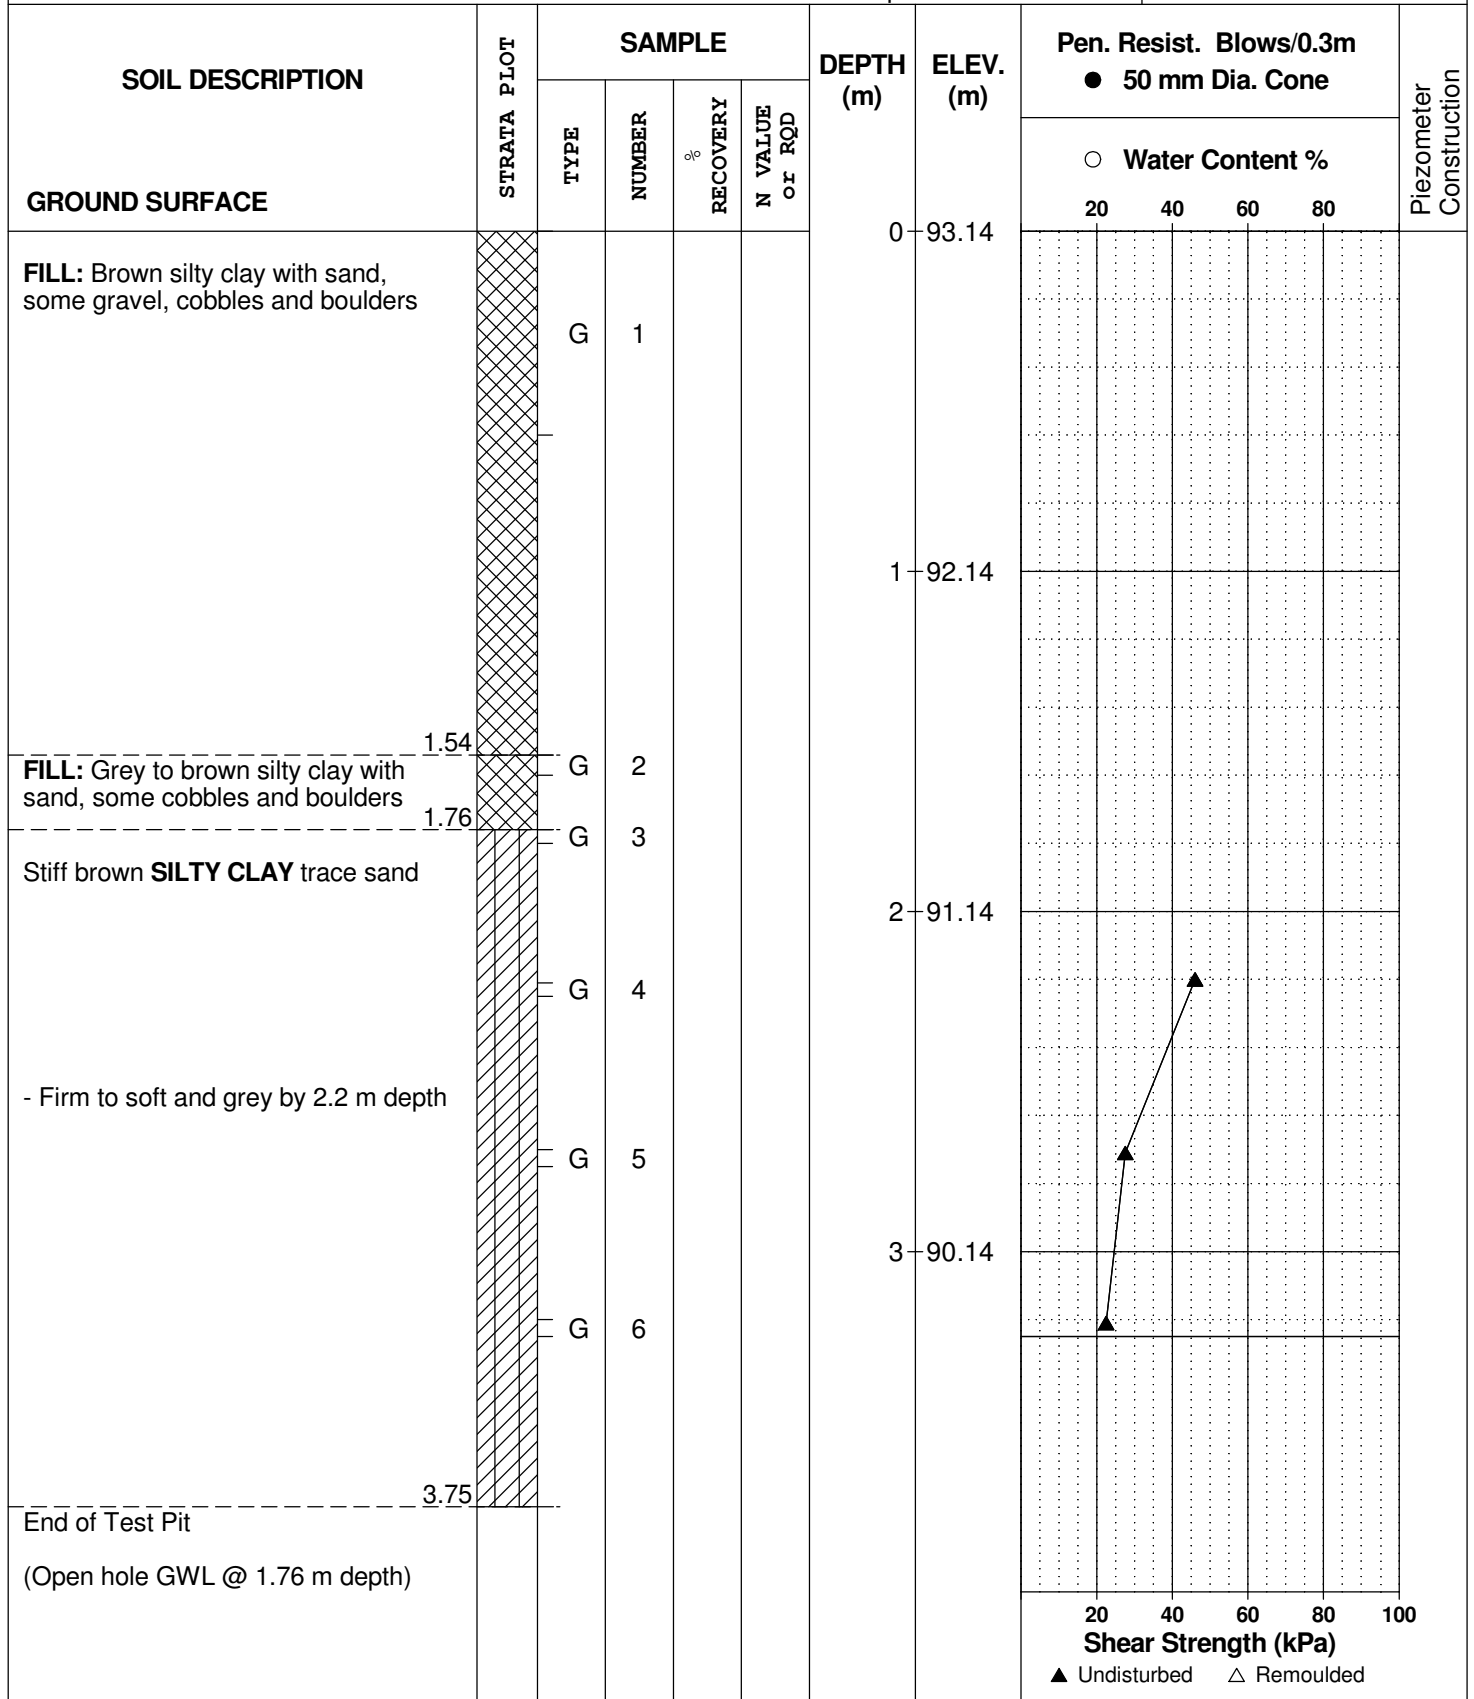 SOIL DESCRIPTION
GROUND SURFACE
STRATA PLOT
SAMPLE
TYPE
NUMBER
%
RECOVERY
N VALUE
or RQD
DEPTH
(m)
ELEV.
(m)
Pen. Resist. Blows/0.3m
● 50 mm Dia. Cone
○ Water Content %
20 40 60 80
Piezometer
Construction
0 93.14
FILL: Brown silty clay with sand,
some gravel, cobbles and boulders
G 1
1 92.14
1.54
FILL: Grey to brown silty clay with
sand, some cobbles and boulders
G 2
1.76
G 3
Stiff brown SILTY CLAY trace sand
2 91.14
G 4
- Firm to soft and grey by 2.2 m depth
G 5
3 90.14
G 6
3.75
End of Test Pit
(Open hole GWL @ 1.76 m depth)
20 40 60 80 100
Shear Strength (kPa)
▲ Undisturbed △ Remoulded